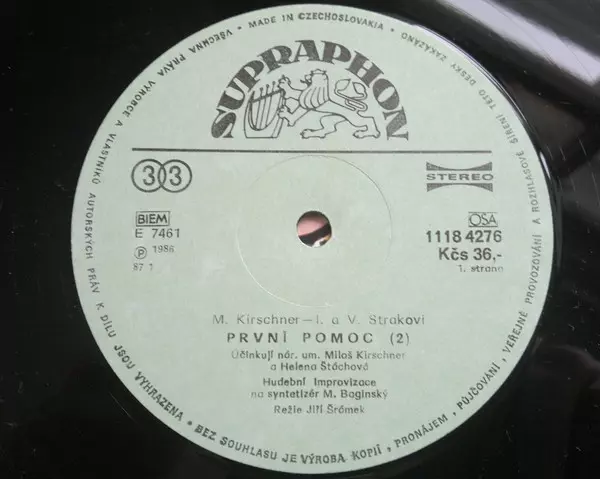 VŠECHNA PRÁVA VÝROBCE A VLASTNÍKŮ AUTORSKÝCH PRÁV K DÍLU JSOU VYHRAZENA • BEZ SOUHLASU JE VÝROBA KOPIÍ, PRONÁJEM, PŮJČOVÁNÍ, VEŘEJNÉ PROVOZOVÁNÍ A ROZHLASOVÉ ŠÍŘENÍ TÉTO DESKY ZAKÁZÁNO • MADE IN CZECHOSLOVAKIA •
SUPRAPHON
33
STEREO
BIEM
E 7461
Ⓟ 1986
87 1
OSA
1118 4276
Kčs 36,-
1. strana
M. Kirschner – I. a V. Strakovi
PRVNÍ POMOC (2)
Účinkují nár. um. Miloš Kirschner
a Helena Štáchová
Hudební improvizace
na syntetizér M. Baginský
Režie Jiří Šrámek